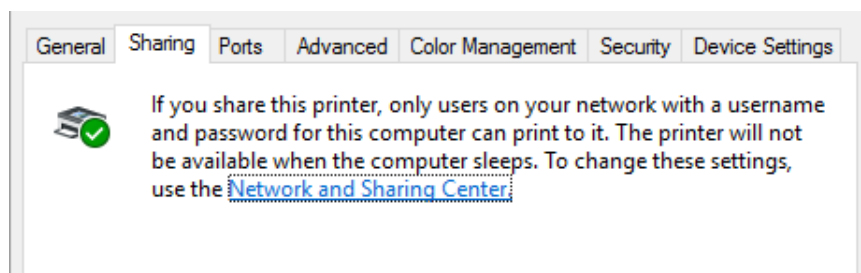 General Sharing Ports Advanced Color Management Security Device Settings
If you share this printer, only users on your network with a username
and password for this computer can print to it. The printer will not
be available when the computer sleeps. To change these settings,
use the Network and Sharing Center.